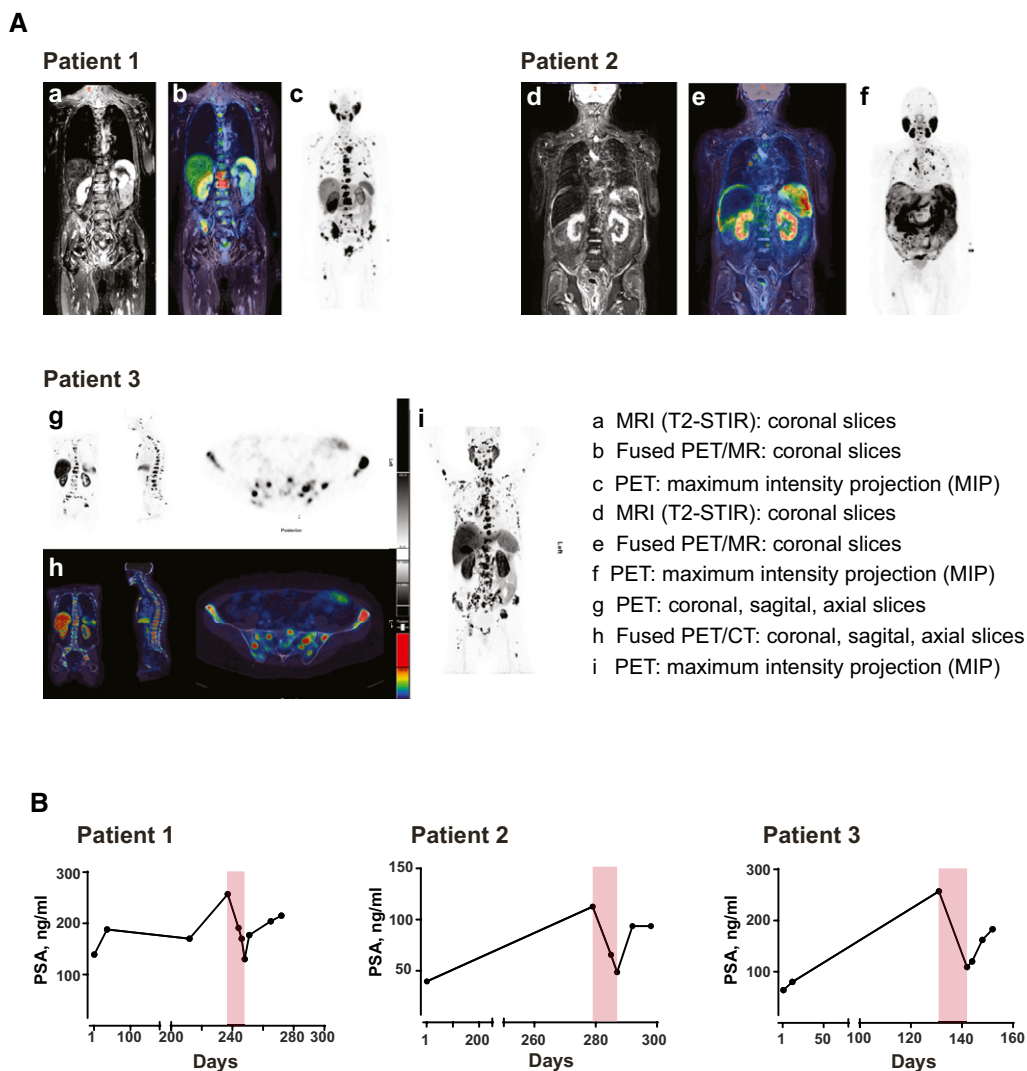 A
Patient 1
Patient 2
a
b
c
d
e
f
Patient 3
g
h
i
Left
Posterior
Left
a MRI (T2-STIR): coronal slices
b Fused PET/MR: coronal slices
c PET: maximum intensity projection (MIP)
d MRI (T2-STIR): coronal slices
e Fused PET/MR: coronal slices
f PET: maximum intensity projection (MIP)
g PET: coronal, sagital, axial slices
h Fused PET/CT: coronal, sagital, axial slices
i PET: maximum intensity projection (MIP)
B
Patient 1
Patient 2
Patient 3
PSA, ng/ml
300
200
100
1 100 200 240 280 300
Days
PSA, ng/ml
150
100
50
1 200 260 280 300
Days
PSA, ng/ml
300
200
100
1 50 100 120 140 160
Days